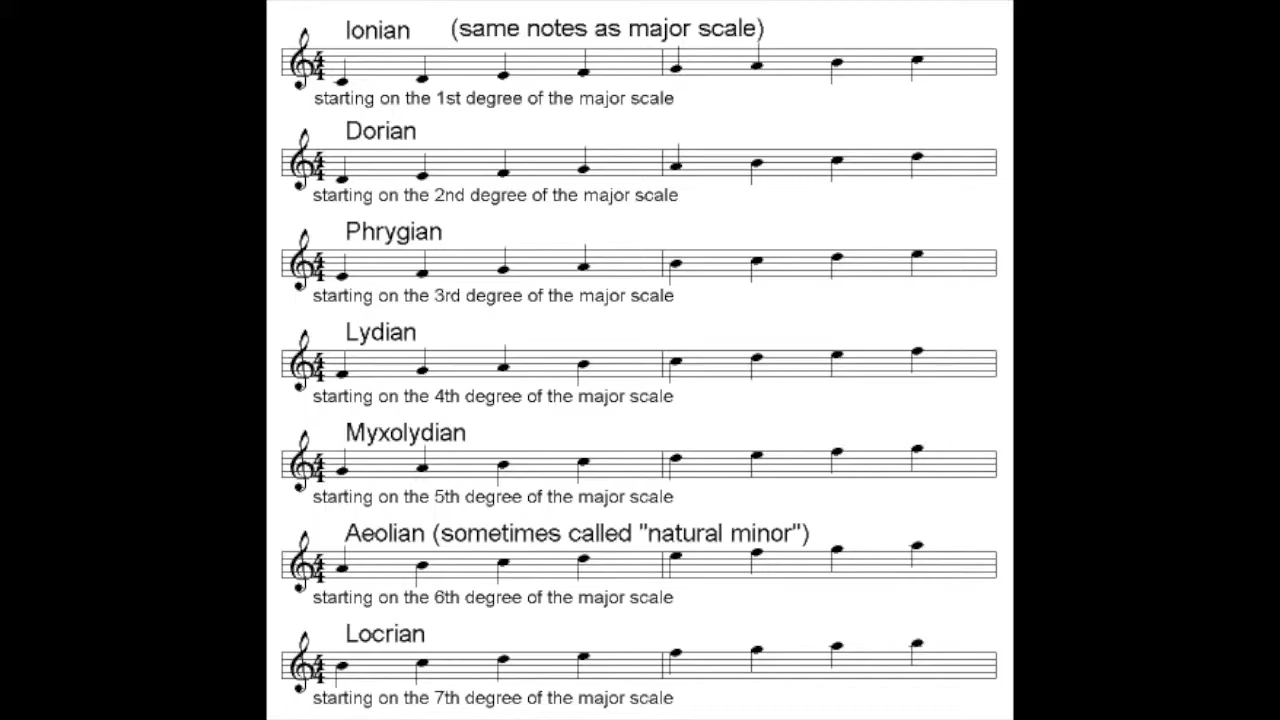 Ionian (same notes as major scale)
starting on the 1st degree of the major scale
Dorian
starting on the 2nd degree of the major scale
Phrygian
starting on the 3rd degree of the major scale
Lydian
starting on the 4th degree of the major scale
Myxolydian
starting on the 5th degree of the major scale
Aeolian (sometimes called "natural minor")
starting on the 6th degree of the major scale
Locrian
starting on the 7th degree of the major scale